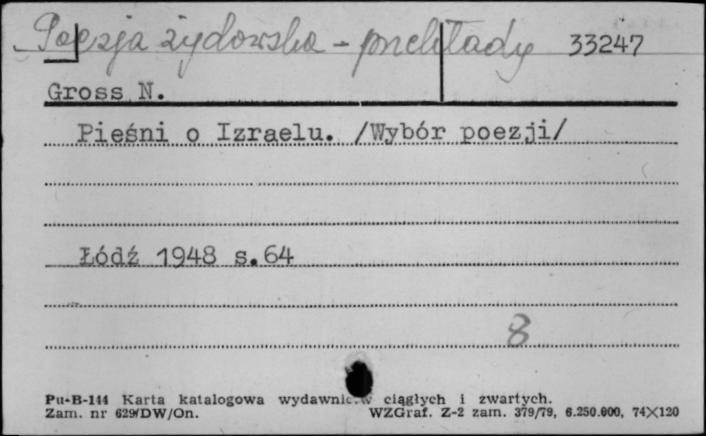 Poezja żydowska - przekłady 33247
Gross N.
Pieśni o Izraelu. /Wybór poezji/
Łódź 1948 s.64
8
Pu-B-144 Karta katalogowa wydawnic.w ciągłych i zwartych.
Zam. nr 629/DW/On. WZGraf. Z-2 zam. 379/79, 6.250.000, 74×120